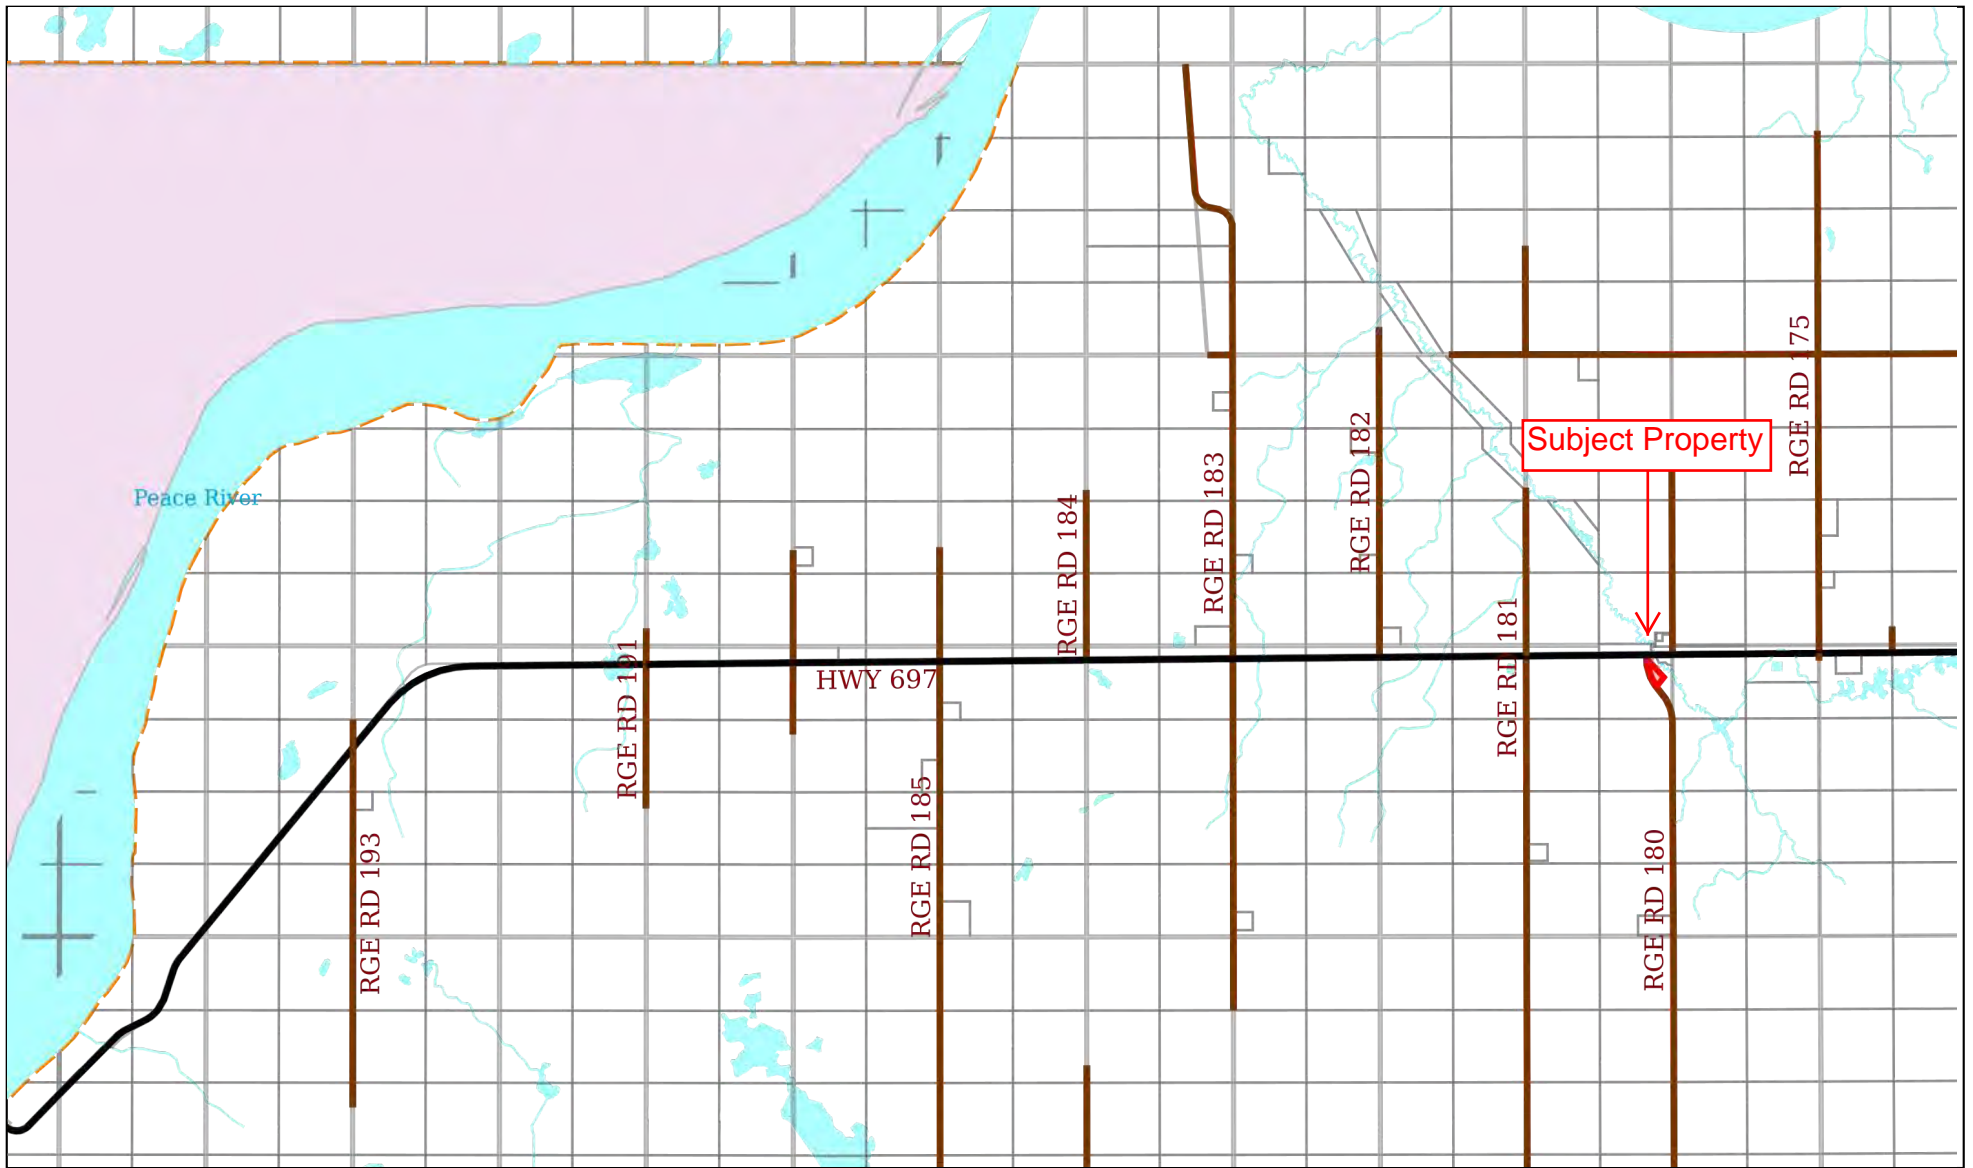 RGE RD 175
RGE RD 182
Subject Property
RGE RD 183
RGE RD 184
Peace River
RGE RD 181
RGE RD 191
HWY 697
RGE RD 185
RGE RD 193
RGE RD 180